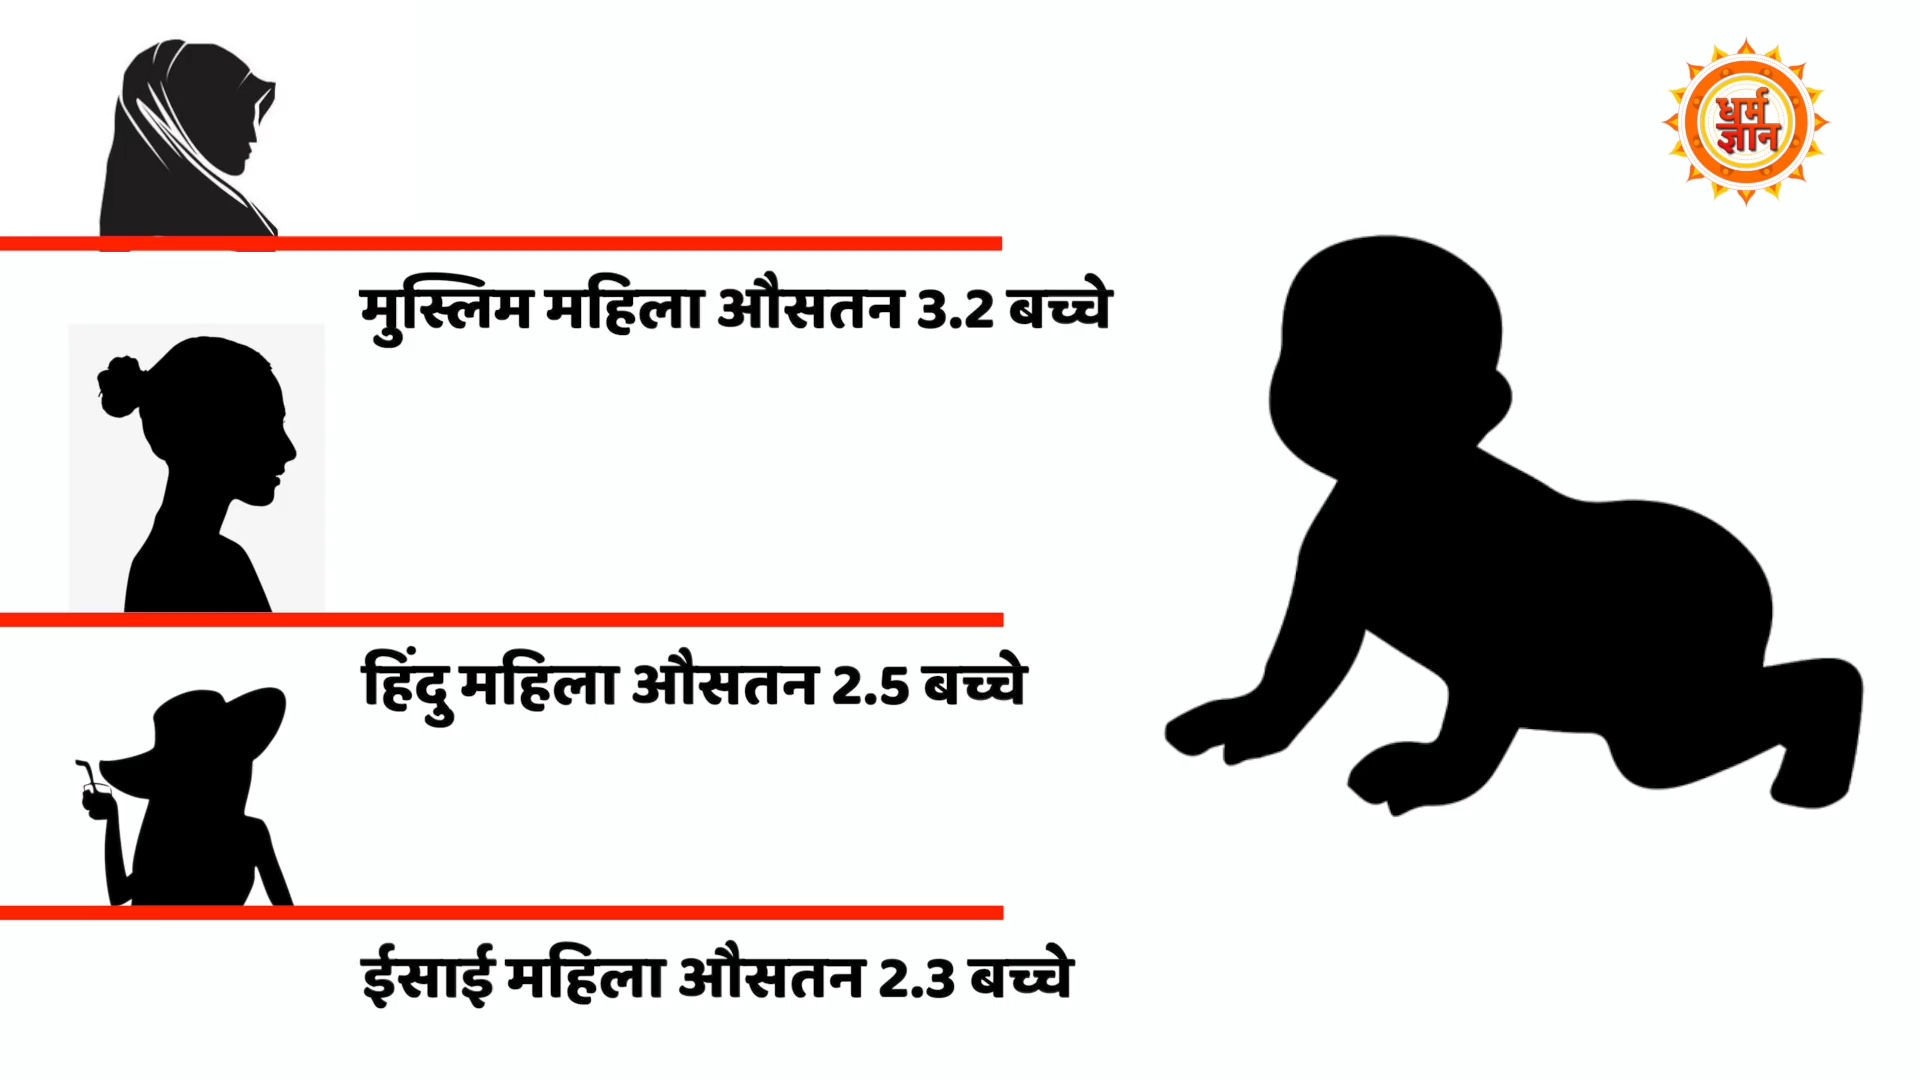 धर्म
ज्ञान
मुस्लिम महिला औसतन 3.2 बच्चे
हिंदु महिला औसतन 2.5 बच्चे
ईसाई महिला औसतन 2.3 बच्चे